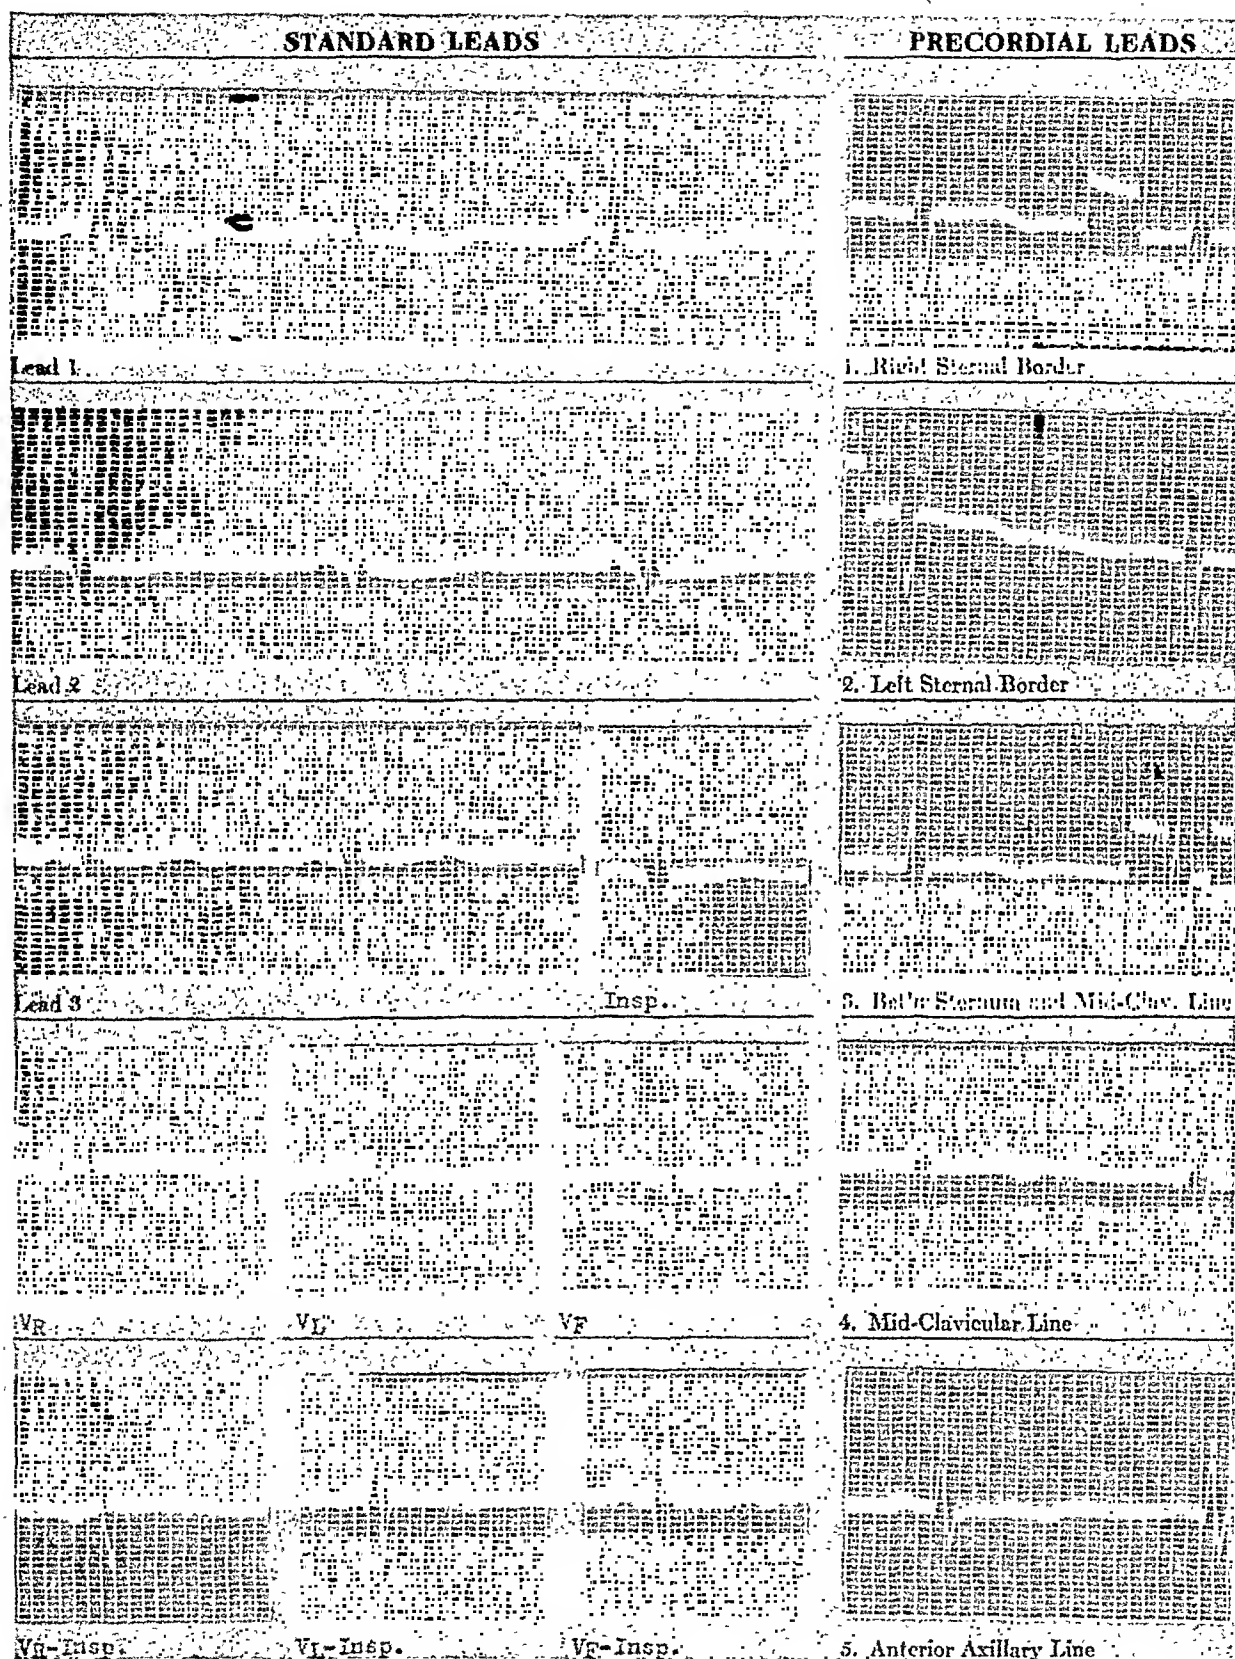 STANDARD LEADS
PRECORDIAL LEADS
Lead 1
1. Right Sternal Border
Lead 2
2. Left Sternal Border
Lead 3
Insp.
3. Bet'n Sternum and Mid-Clav. Line
VR
VL
VF
4. Mid-Clavicular Line
VR-Insp.
VL-Insp.
VF-Insp.
5. Anterior Axillary Line